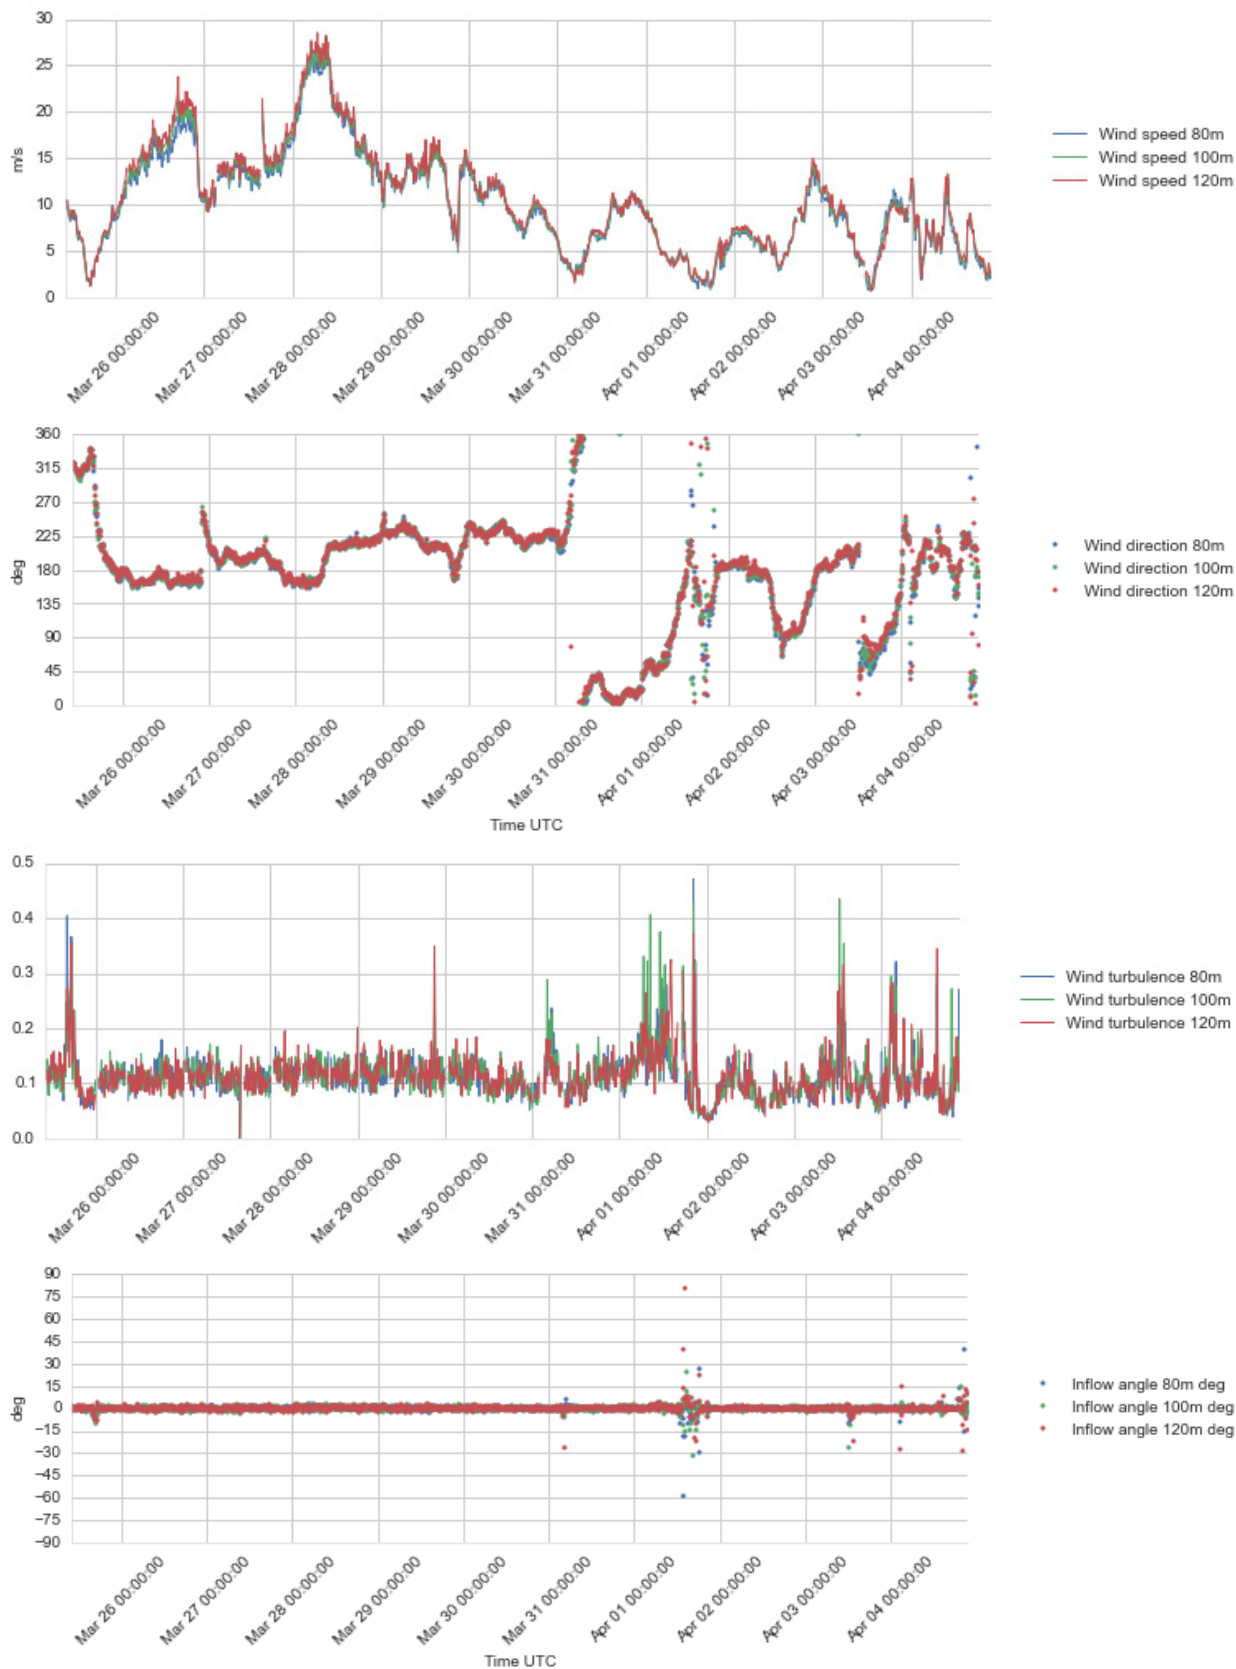 30
25
20
15
10
5
0
m/s
Mar 26 00:00:00
Mar 27 00:00:00
Mar 28 00:00:00
Mar 29 00:00:00
Mar 30 00:00:00
Mar 31 00:00:00
Apr 01 00:00:00
Apr 02 00:00:00
Apr 03 00:00:00
Apr 04 00:00:00
Wind speed 80m
Wind speed 100m
Wind speed 120m
360
315
270
225
180
135
90
45
0
deg
Mar 26 00:00:00
Mar 27 00:00:00
Mar 28 00:00:00
Mar 29 00:00:00
Mar 30 00:00:00
Mar 31 00:00:00
Apr 01 00:00:00
Apr 02 00:00:00
Apr 03 00:00:00
Apr 04 00:00:00
Time UTC
Wind direction 80m
Wind direction 100m
Wind direction 120m
0.5
0.4
0.3
0.2
0.1
0.0
Mar 26 00:00:00
Mar 27 00:00:00
Mar 28 00:00:00
Mar 29 00:00:00
Mar 30 00:00:00
Mar 31 00:00:00
Apr 01 00:00:00
Apr 02 00:00:00
Apr 03 00:00:00
Apr 04 00:00:00
Wind turbulence 80m
Wind turbulence 100m
Wind turbulence 120m
90
75
60
45
30
15
0
−15
−30
−45
−60
−75
−90
deg
Mar 26 00:00:00
Mar 27 00:00:00
Mar 28 00:00:00
Mar 29 00:00:00
Mar 30 00:00:00
Mar 31 00:00:00
Apr 01 00:00:00
Apr 02 00:00:00
Apr 03 00:00:00
Apr 04 00:00:00
Time UTC
Inflow angle 80m deg
Inflow angle 100m deg
Inflow angle 120m deg